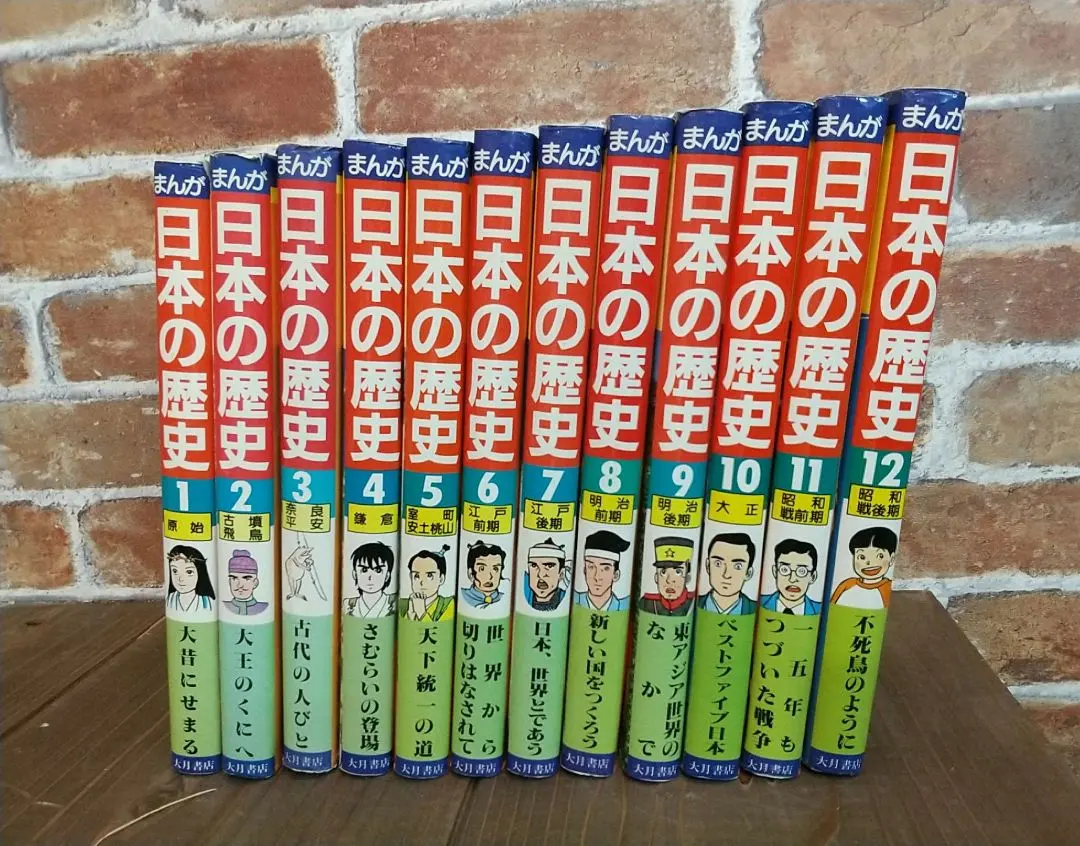 まんが
日本の歴史
1
原始
大昔にせまる
大月書店
まんが
日本の歴史
2
古墳
飛鳥
大王のくにへ
大月書店
まんが
日本の歴史
3
奈良
平安
古代の人びと
大月書店
まんが
日本の歴史
4
鎌倉
さむらいの登場
大月書店
まんが
日本の歴史
5
室町
安土桃山
天下統一の道
大月書店
まんが
日本の歴史
6
江戸
前期
世界から
切りはなされて
大月書店
まんが
日本の歴史
7
江戸
後期
日本、世界とであう
大月書店
まんが
日本の歴史
8
明治
前期
新しい国をつくろう
大月書店
まんが
日本の歴史
9
明治
後期
東アジア世界の
なかで
大月書店
まんが
日本の歴史
10
大正
ベストファイブ日本
大月書店
まんが
日本の歴史
11
昭和
戦前期
一五年も
つづいた戦争
大月書店
まんが
日本の歴史
12
昭和
戦後期
不死鳥のように
大月書店